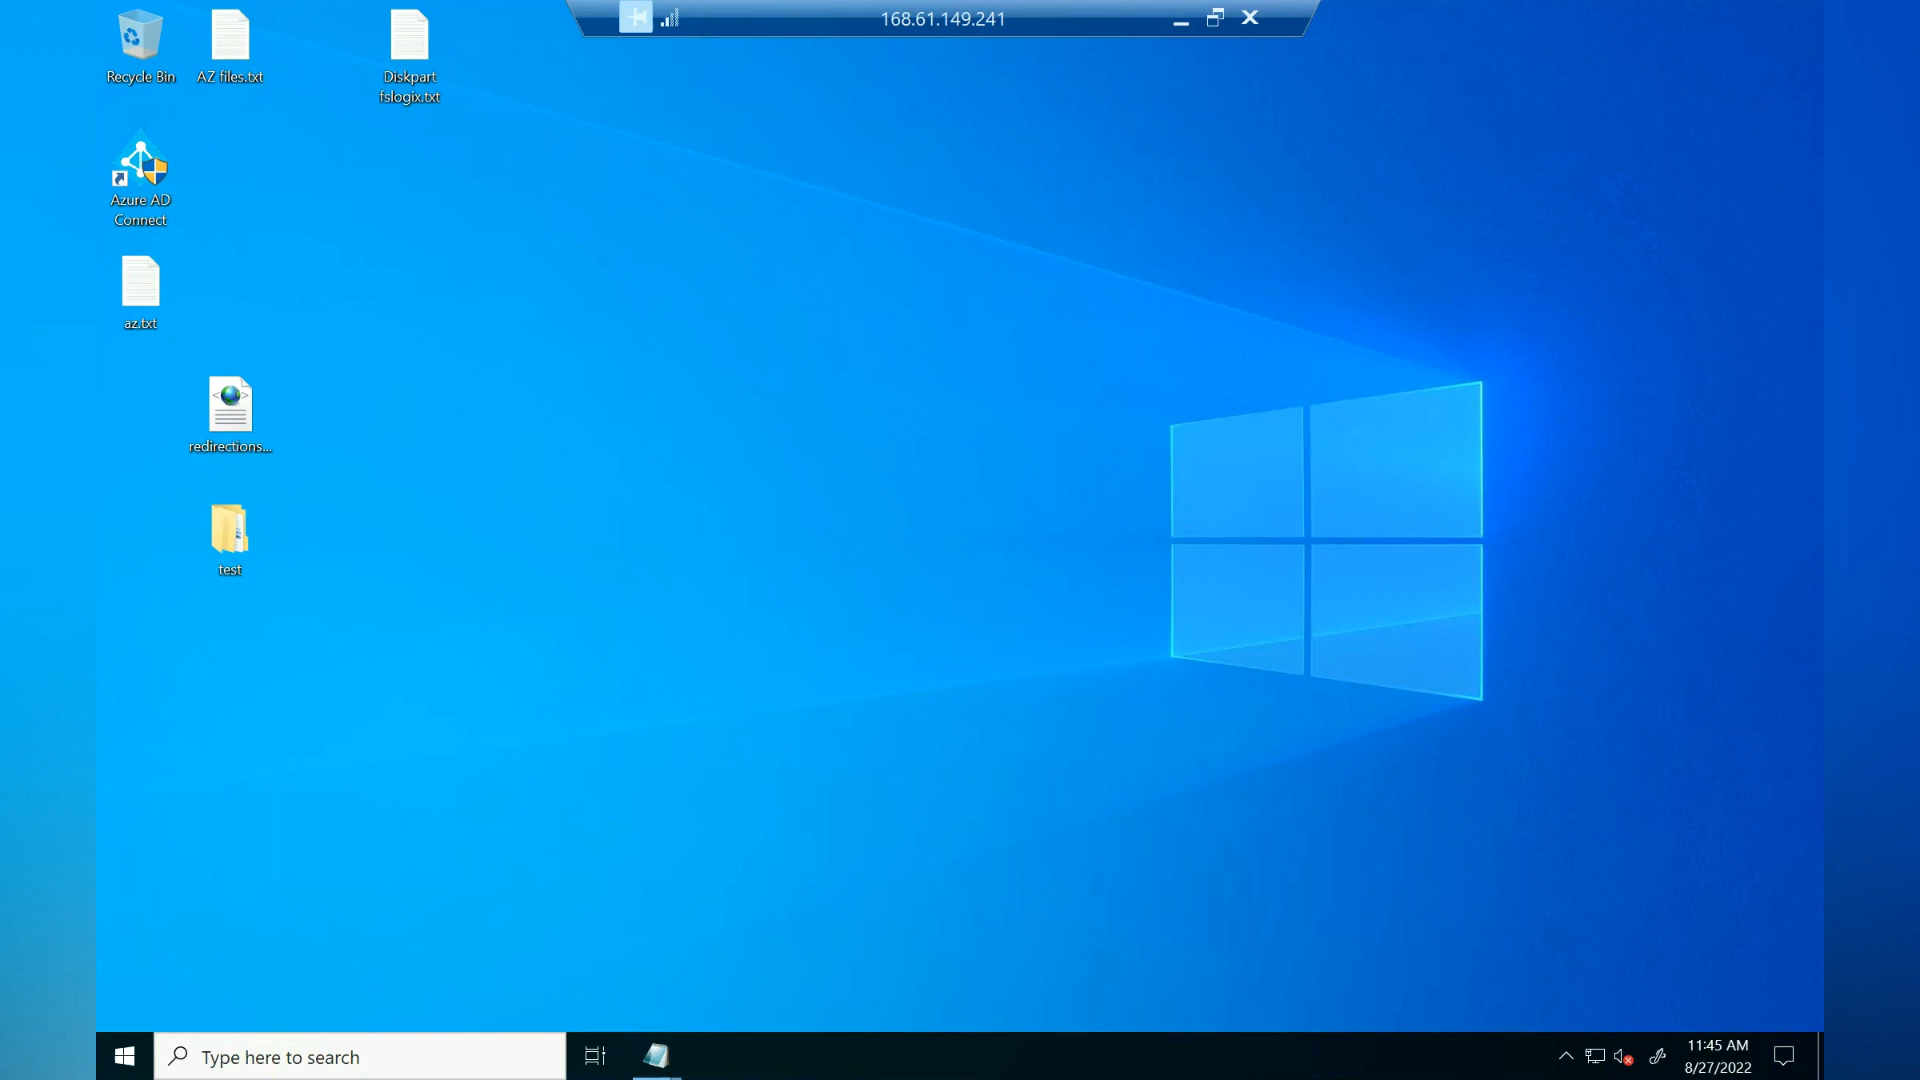 168.61.149.241
Recycle Bin
AZ files.txt
Diskpart
fslogix.txt
Azure AD
Connect
az.txt
redirections...
test
Type here to search
11:45 AM
8/27/2022